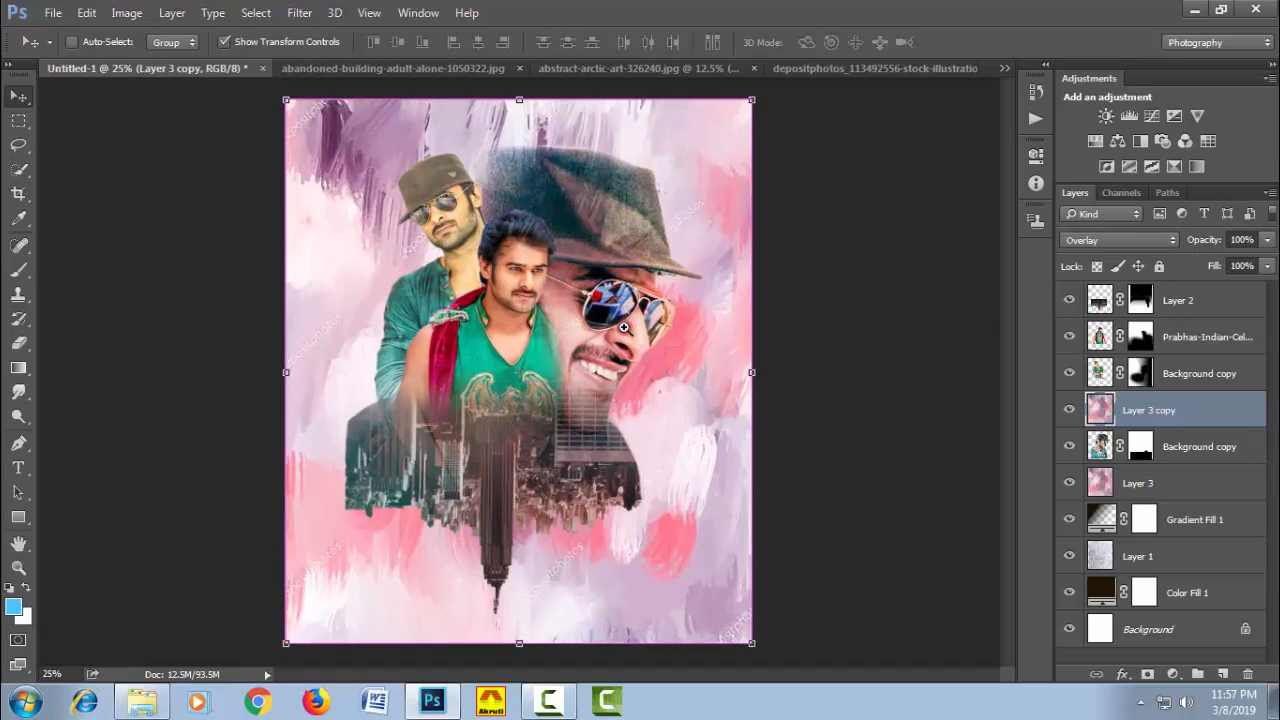 Ps File Edit Image Layer Type Select Filter 3D View Window Help
Auto-Select: Group Show Transform Controls 3D Mode: Photography
Untitled-1 @ 25% (Layer 3 copy, RGB/8) * × abandoned-building-adult-alone-1050322.jpg × abstract-arctic-art-326240.jpg @ 12.5% (... × depositphotos_113492556-stock-illustratio
Adjustments
Add an adjustment
Layers Channels Paths
Kind
Overlay Opacity: 100%
Lock: Fill:
Layer 2
Prabhas-Indian-Cel...
Background copy
Layer 3 copy
Background copy
Layer 3
Gradient Fill 1
Layer 1
Color Fill 1
Background
25% Doc: 12.5M/93.5M
Ps Akruti 11:57 PM
3/8/2019